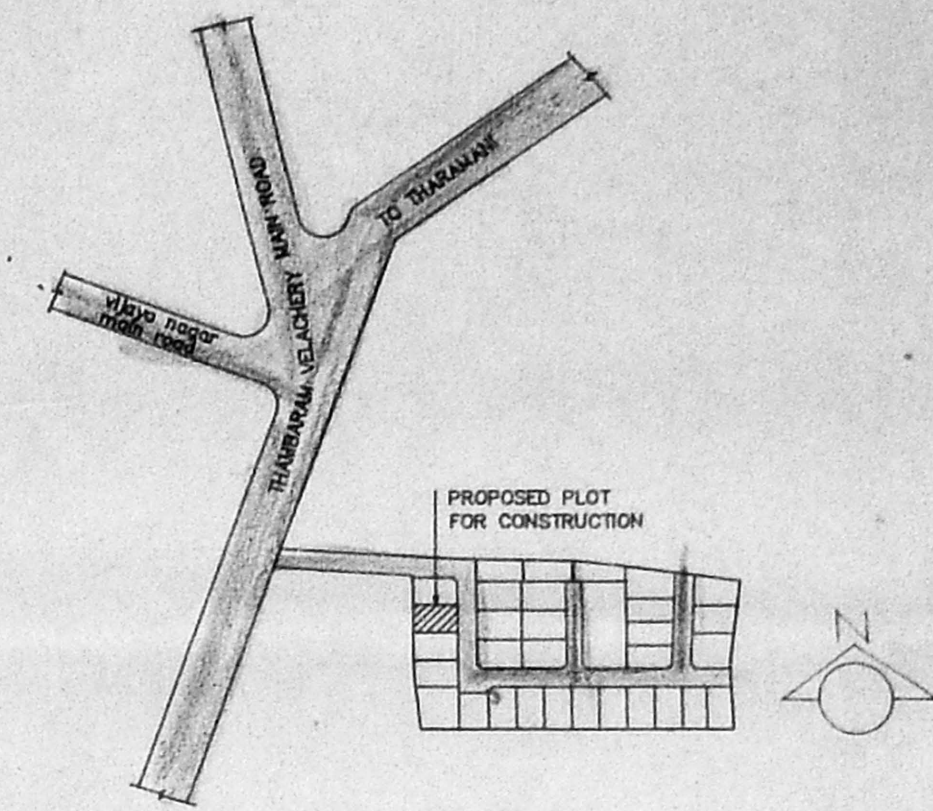 THAMBARAM VELACHERY MAIN ROAD
TO THARAMANI
vijaya nagar
main road
PROPOSED PLOT
FOR CONSTRUCTION
N